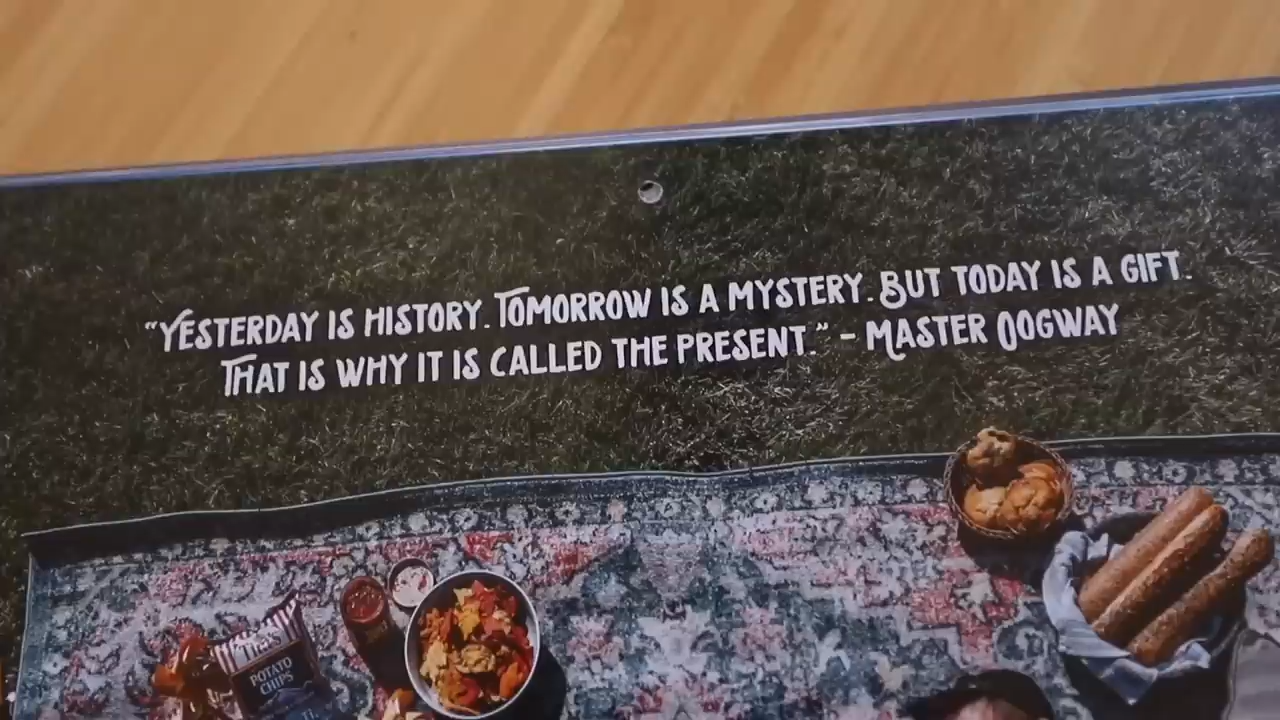 "YESTERDAY IS HISTORY. TOMORROW IS A MYSTERY. BUT TODAY IS A GIFT.
THAT IS WHY IT IS CALLED THE PRESENT." - MASTER OOGWAY
Tim's
POTATO
CHIPS